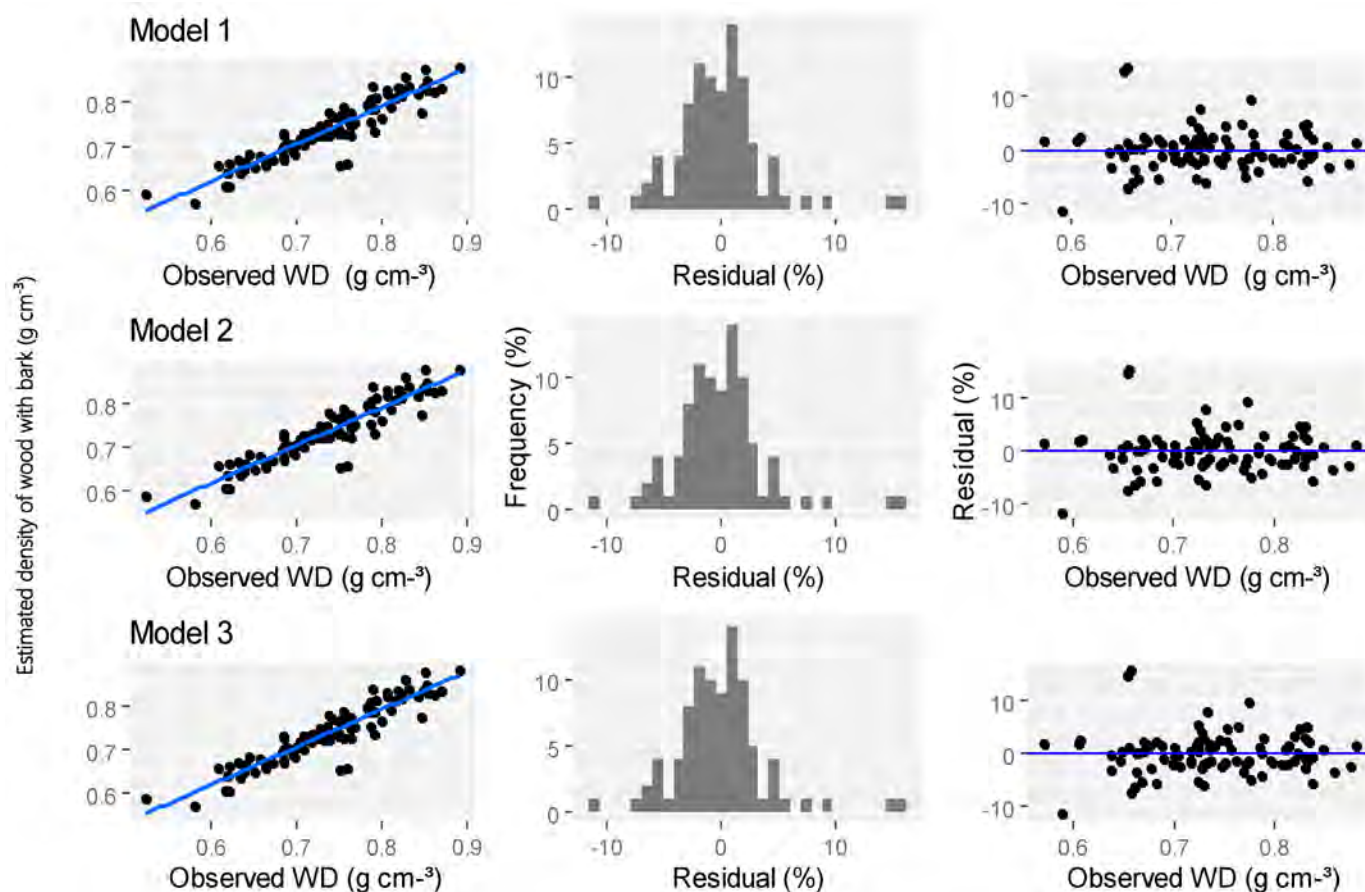 Estimated density of wood with bark (g cm-³)
Model 1
0.8
0.7
0.6
0.6 0.7 0.8 0.9
Observed WD (g cm-³)
10
5
0
-10 0 10
Residual (%)
10
0
-10
0.6 0.7 0.8
Observed WD (g cm-³)
Model 2
0.8
0.7
0.6
0.6 0.7 0.8 0.9
Observed WD (g cm-³)
Frequency (%)
10
5
0
-10 0 10
Residual (%)
Residual (%)
10
0
-10
0.6 0.7 0.8
Observed WD (g cm-³)
Model 3
0.8
0.7
0.6
0.6 0.7 0.8 0.9
Observed WD (g cm-³)
10
5
0
-10 0 10
Residual (%)
10
0
-10
0.6 0.7 0.8
Observed WD (g cm-³)